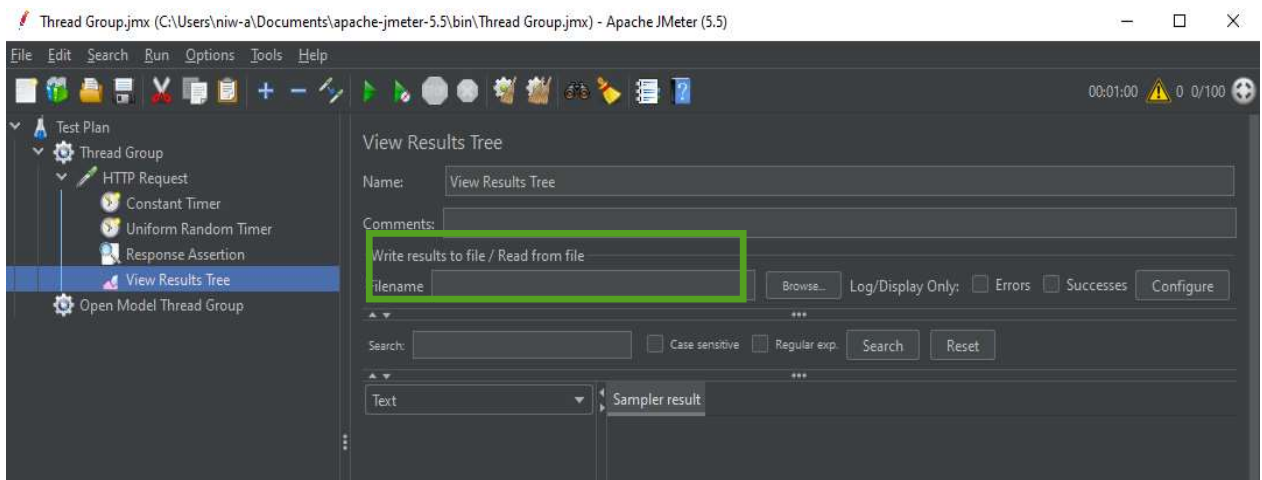 Thread Group.jmx (C:\Users\niw-a\Documents\apache-jmeter-5.5\bin\Thread Group.jmx) - Apache JMeter (5.5)
File Edit Search Run Options Tools Help
00:01:00 0 0/100
Test Plan
Thread Group
HTTP Request
Constant Timer
Uniform Random Timer
Response Assertion
View Results Tree
Open Model Thread Group
View Results Tree
Name: View Results Tree
Comments:
Write results to file / Read from file
Filename Browse... Log/Display Only: Errors Successes Configure
Search: Case sensitive Regular exp. Search Reset
Text Sampler result